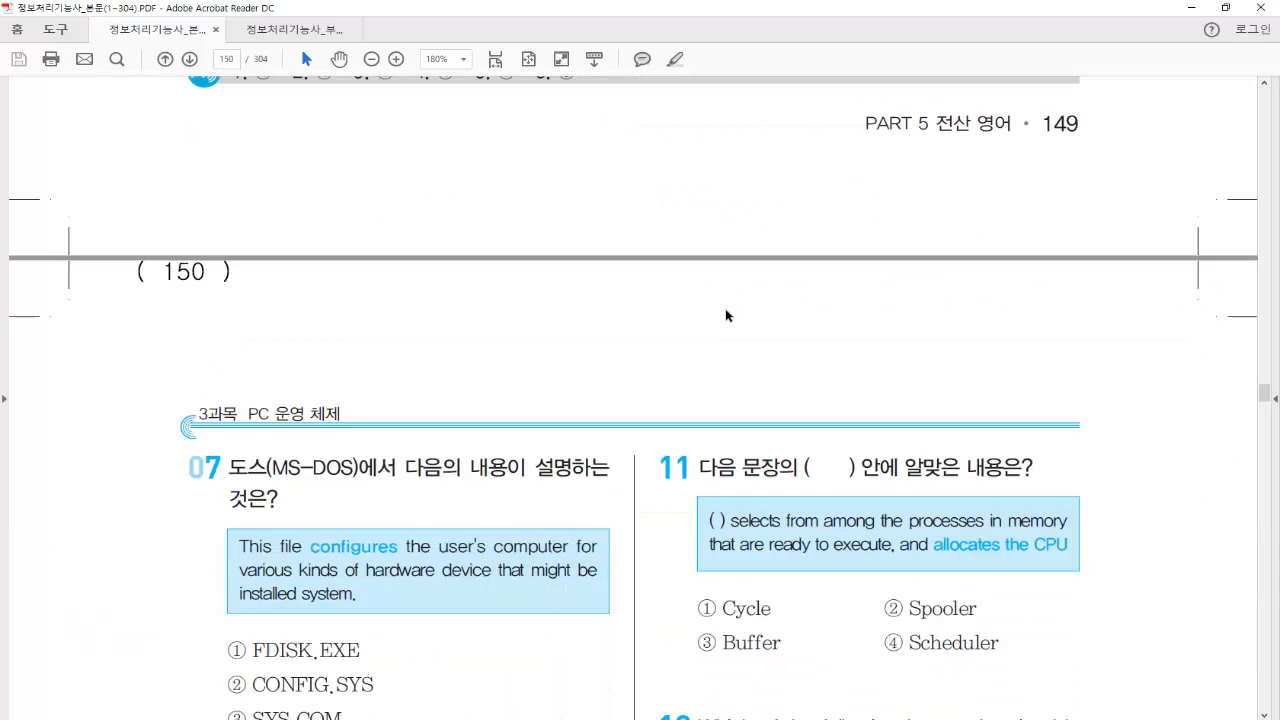 정보처리기능사_본문(1~304).PDF - Adobe Acrobat Reader DC
홈 도구 정보처리기능사_본... × 정보처리기능사_부... 로그인
150 / 304 180%
PART 5 전산 영어 • 149
( 150 )
3과목 PC 운영 체제
07 도스(MS-DOS)에서 다음의 내용이 설명하는
것은?
This file configures the user's computer for
various kinds of hardware device that might be
installed system.
① FDISK.EXE
② CONFIG.SYS
③ SYS.COM
11 다음 문장의 ( ) 안에 알맞은 내용은?
( ) selects from among the processes in memory
that are ready to execute, and allocates the CPU
① Cycle ② Spooler
③ Buffer ④ Scheduler